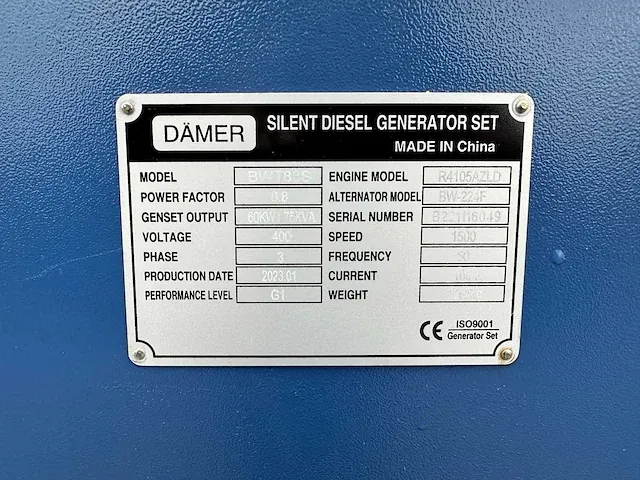 DÄMER
SILENT DIESEL GENERATOR SET
MADE IN China
MODEL
ENGINE MODEL R4105AZLD
POWER FACTOR 0.8
ALTERNATOR MODEL BW-224F
GENSET OUTPUT 60KW / 75KVA
SERIAL NUMBER
VOLTAGE 400
SPEED 1500
PHASE 3
FREQUENCY 50
PRODUCTION DATE 2023.01
CURRENT
PERFORMANCE LEVEL G1
WEIGHT
CE ISO9001
Generator Set